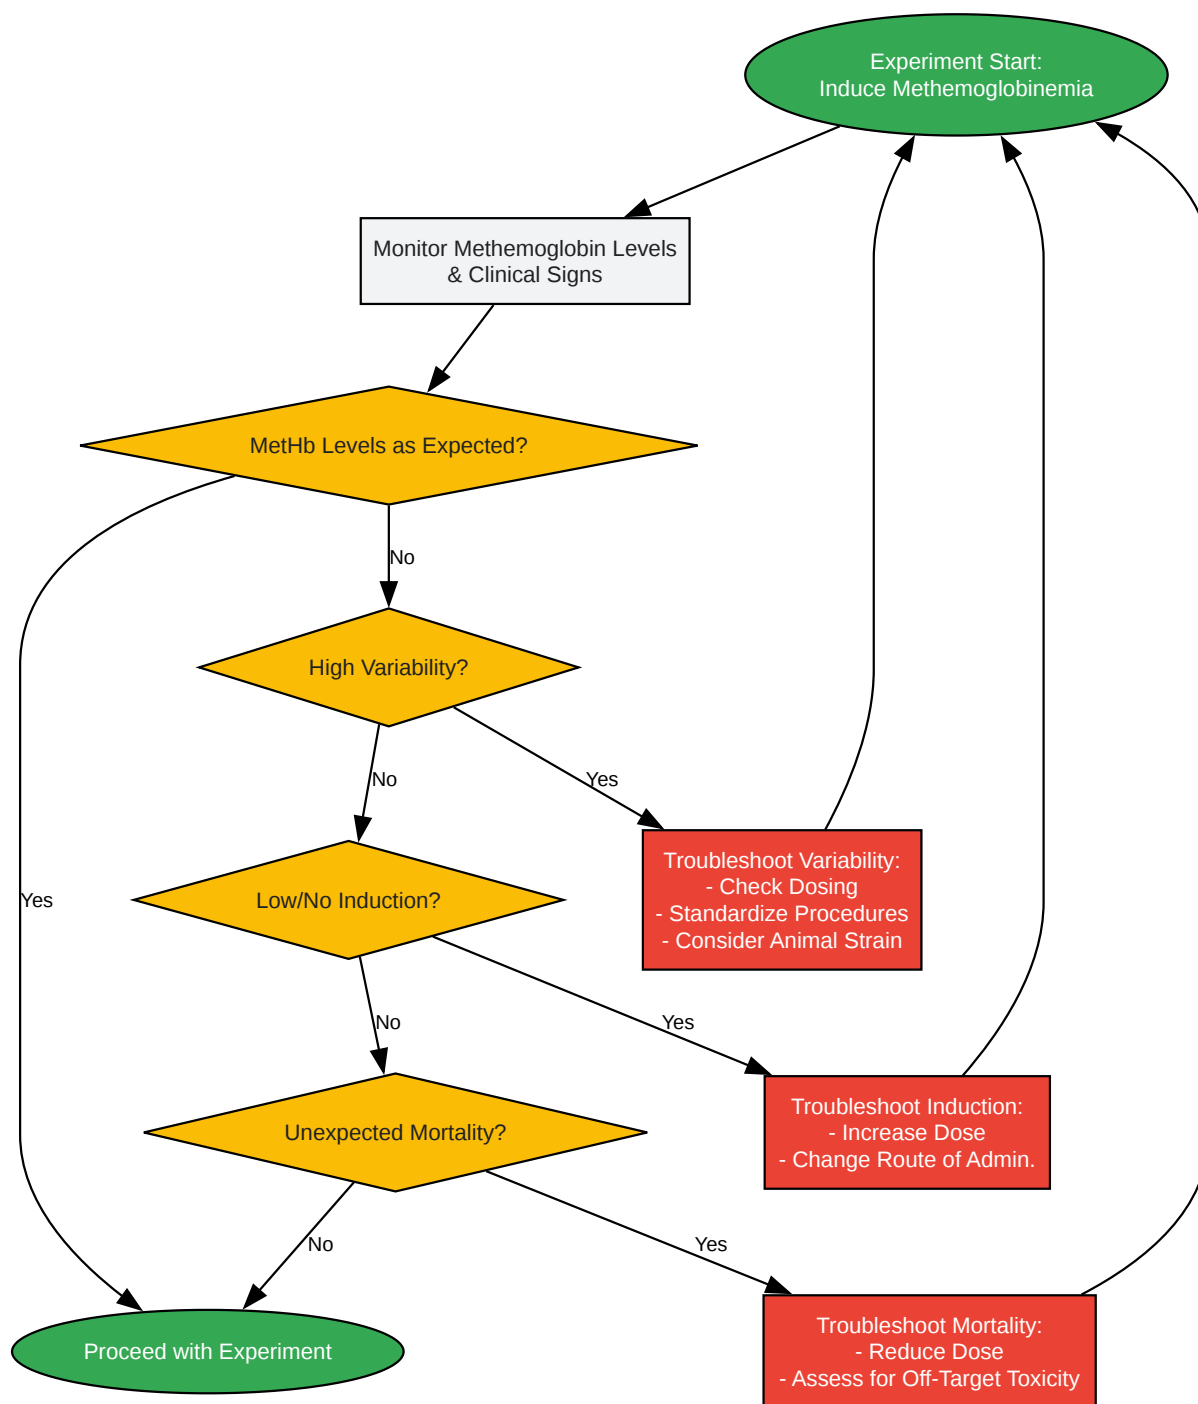 Experiment Start:
Induce Methemoglobinemia
Monitor Methemoglobin Levels
& Clinical Signs
MetHb Levels as Expected?
No
High Variability?
No
Yes
Troubleshoot Variability:
- Check Dosing
- Standardize Procedures
- Consider Animal Strain
Low/No Induction?
Yes
No
Yes
Troubleshoot Induction:
- Increase Dose
- Change Route of Admin.
Unexpected Mortality?
No
Yes
Proceed with Experiment
Troubleshoot Mortality:
- Reduce Dose
- Assess for Off-Target Toxicity